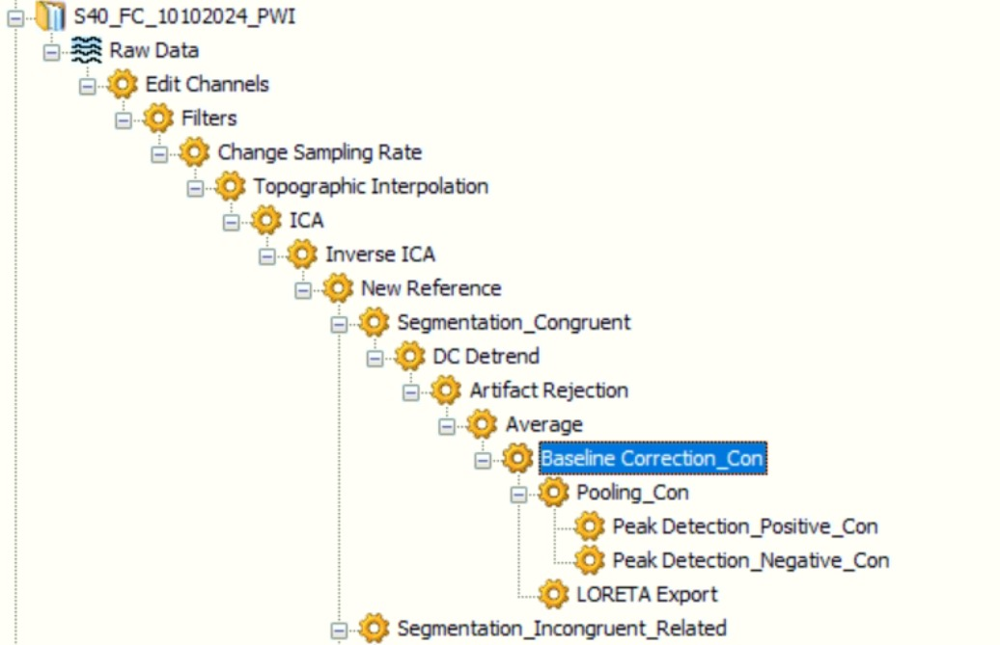 S40_FC_10102024_PWI
Raw Data
Edit Channels
Filters
Change Sampling Rate
Topographic Interpolation
ICA
Inverse ICA
New Reference
Segmentation_Congruent
DC Detrend
Artifact Rejection
Average
Baseline Correction_Con
Pooling_Con
Peak Detection_Positive_Con
Peak Detection_Negative_Con
LORETA Export
Segmentation_Incongruent_Related